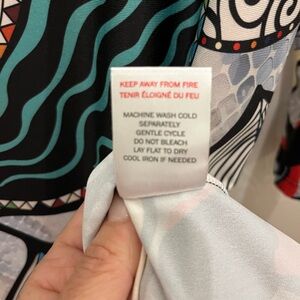 KEEP AWAY FROM FIRE
TENIR ÉLOIGNÉ DU FEU
MACHINE WASH COLD
SEPARATELY
GENTLE CYCLE
DO NOT BLEACH
LAY FLAT TO DRY
COOL IRON IF NEEDED